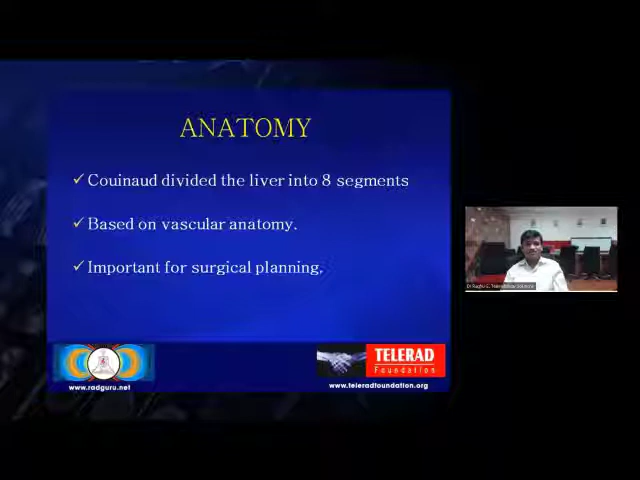 ANATOMY
✓ Couinaud divided the liver into 8 segments
✓ Based on vascular anatomy.
✓ Important for surgical planning.
www.radguru.net
TELERAD
Foundation
www.teleradfoundation.org